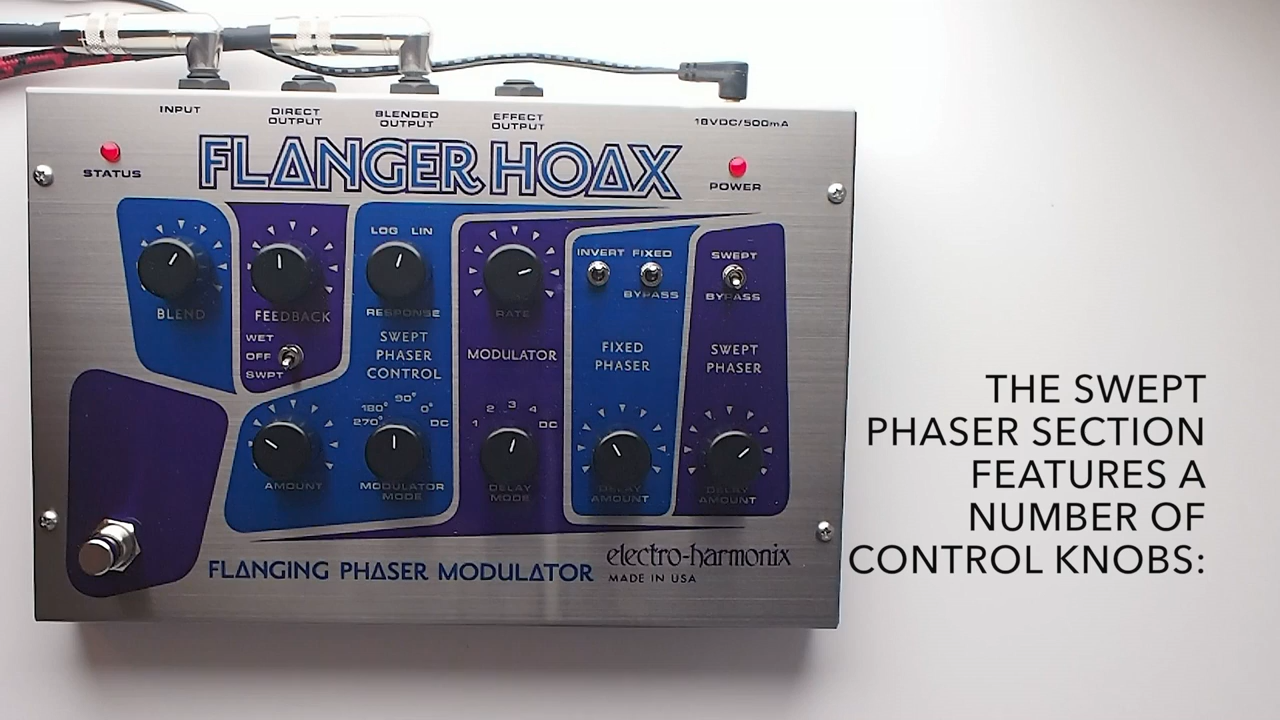 INPUT
DIRECT
OUTPUT
BLENDED
OUTPUT
EFFECT
OUTPUT
18VDC/500mA
STATUS
FLANGER HOAX
POWER
BLEND
FEEDBACK
WET
OFF
SWPT
LOG LIN
RESPONSE
SWEPT
PHASER
CONTROL
AMOUNT
90°
180° 0°
270° DC
MODULATOR
MODE
RATE
MODULATOR
1 2 3 4 DC
DELAY
MODE
INVERT FIXED
BYPASS
FIXED
PHASER
DELAY
AMOUNT
SWEPT
BYPASS
SWEPT
PHASER
DELAY
AMOUNT
FLANGING PHASER MODULATOR
electro-harmonix
MADE IN USA
THE SWEPT
PHASER SECTION
FEATURES A
NUMBER OF
CONTROL KNOBS: